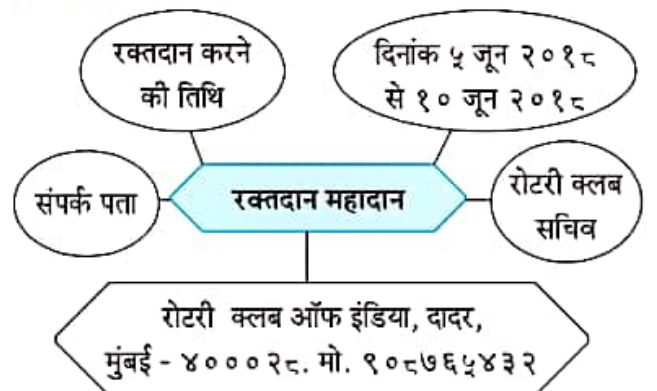 रक्तदान करने
की तिथि
दिनांक ५ जून २०१८
से १० जून २०१८
संपर्क पता
रक्तदान महादान
रोटरी क्लब
सचिव
रोटरी क्लब ऑफ इंडिया, दादर,
मुंबई - ४०००२८. मो. ९०८७६५४३२